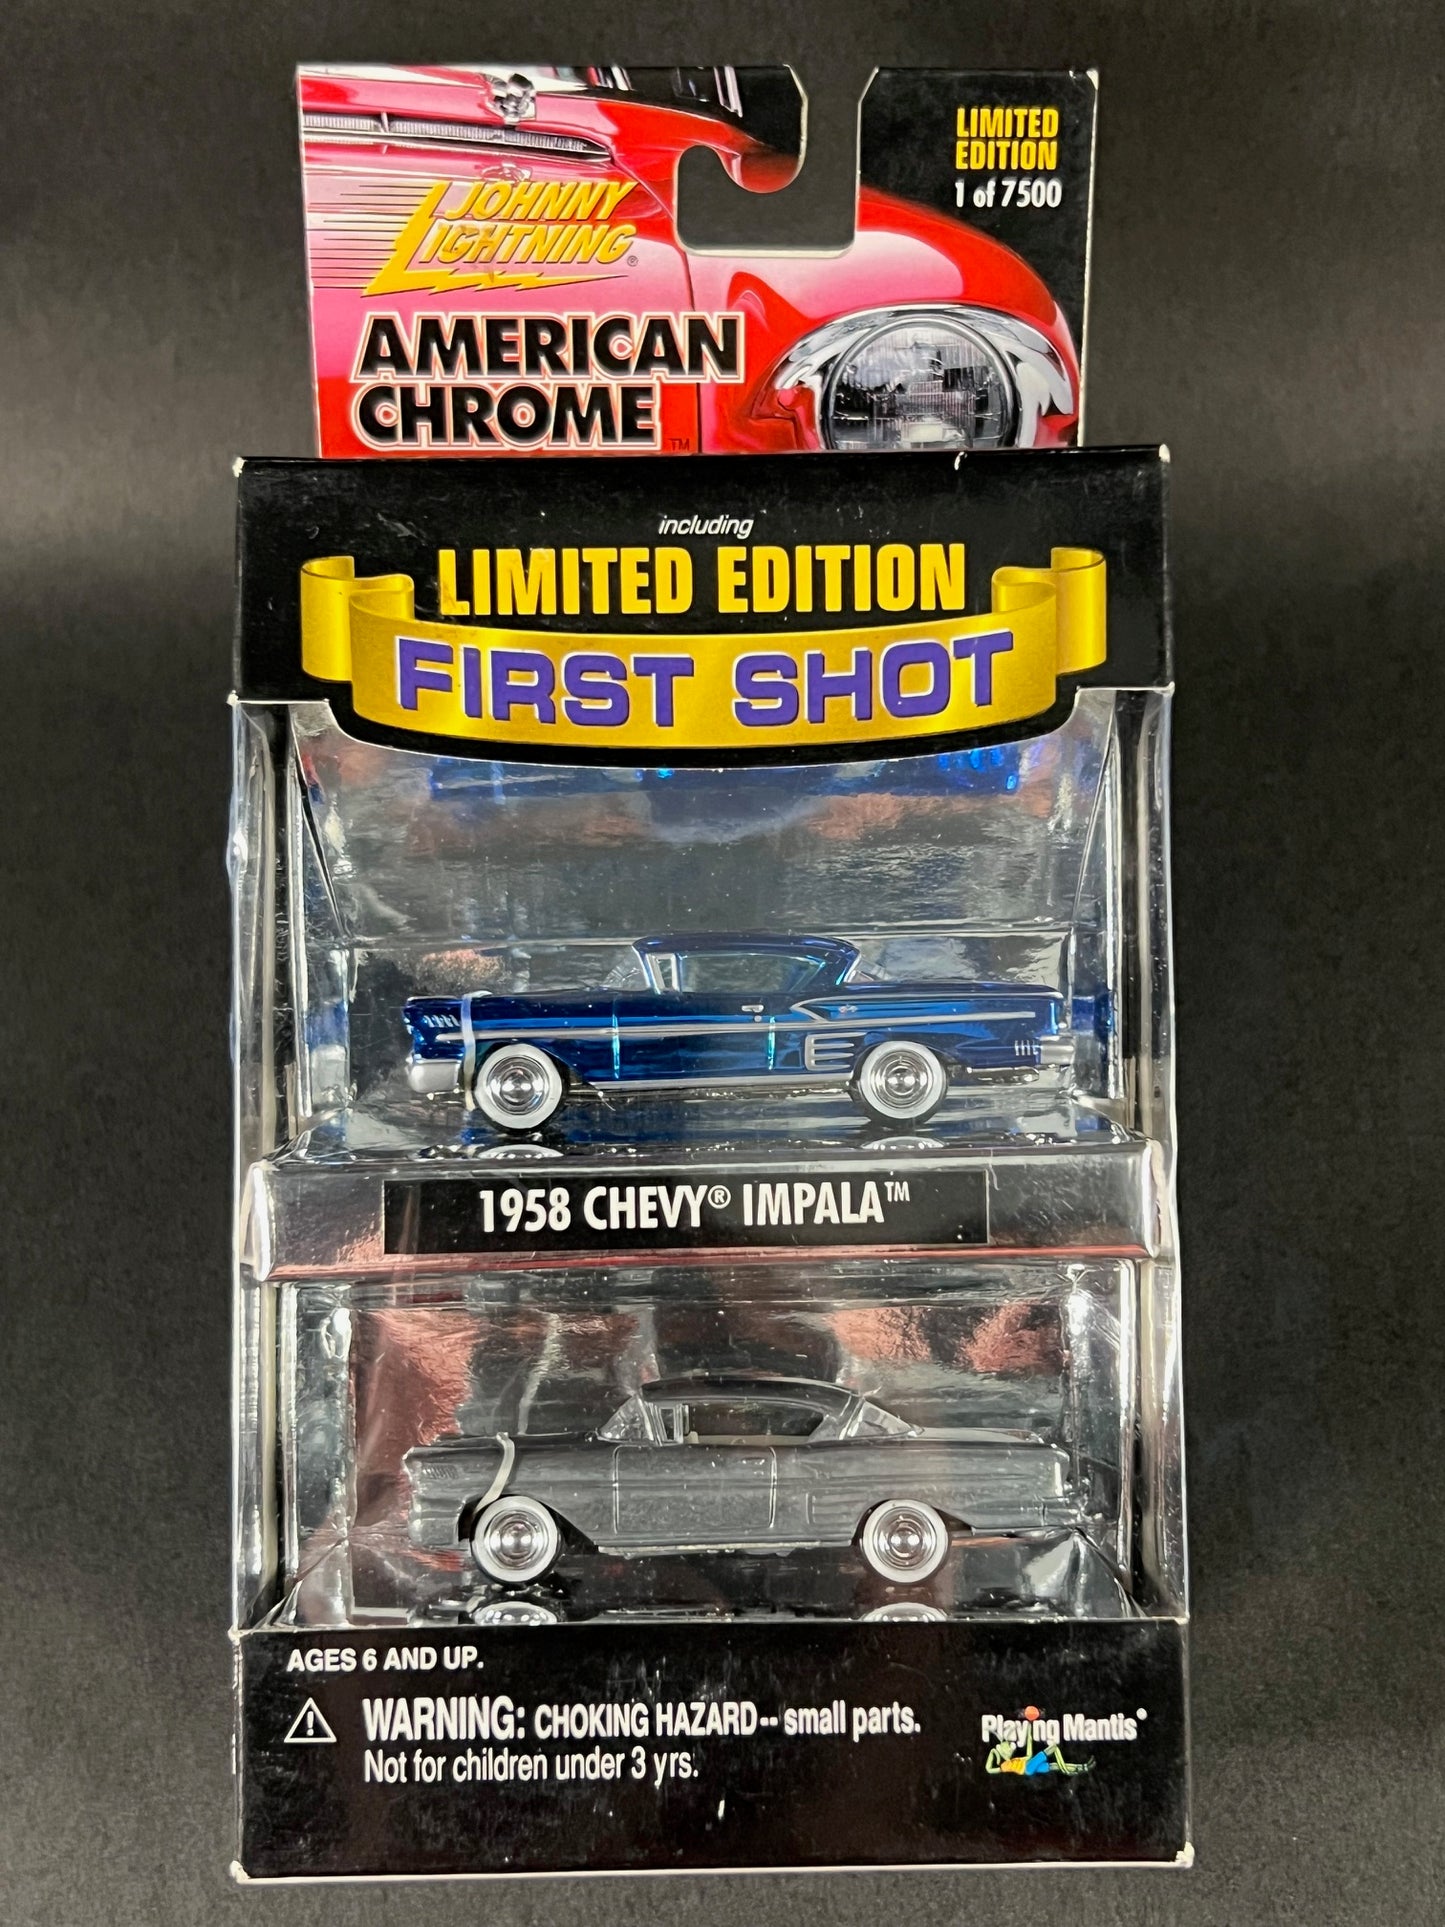 LIMITED
EDITION
1 of 7500
JOHNNY
LIGHTNING®
AMERICAN
CHROME™
including
LIMITED EDITION
FIRST SHOT
1958 CHEVY® IMPALA™
AGES 6 AND UP.
WARNING: CHOKING HAZARD-- small parts.
Not for children under 3 yrs.
Playing Mantis®